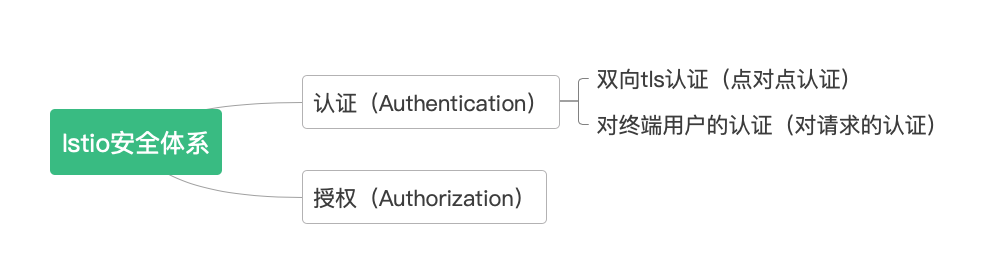 Istio安全体系
认证（Authentication）
双向tls认证（点对点认证）
对终端用户的认证（对请求的认证）
授权（Authorization）